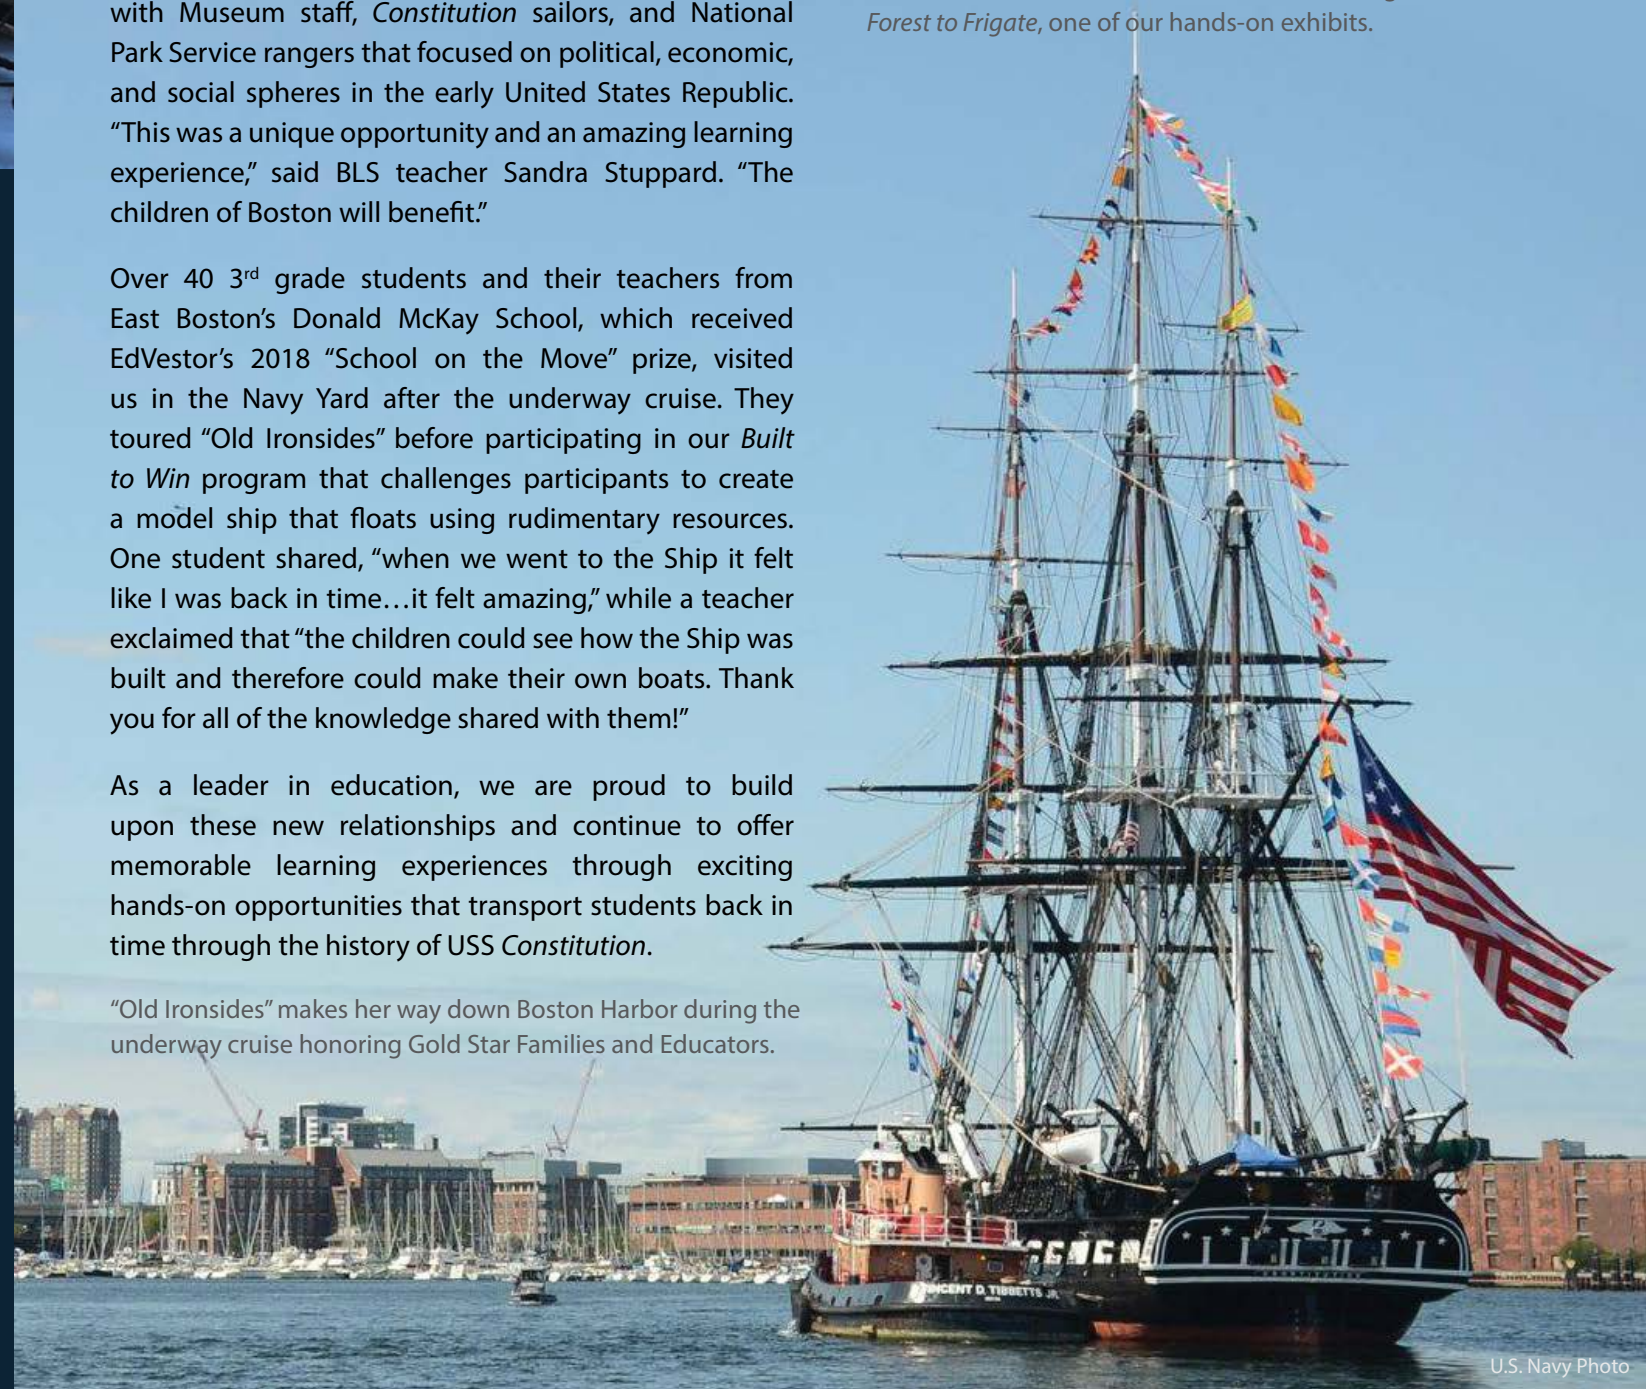 with Museum staff, Constitution sailors, and National
Park Service rangers that focused on political, economic,
and social spheres in the early United States Republic.
“This was a unique opportunity and an amazing learning
experience,” said BLS teacher Sandra Stuppard. “The
children of Boston will benefit.”
Over 40 3rd grade students and their teachers from
East Boston’s Donald McKay School, which received
EdVestor’s 2018 “School on the Move” prize, visited
us in the Navy Yard after the underway cruise. They
toured “Old Ironsides” before participating in our Built
to Win program that challenges participants to create
a model ship that floats using rudimentary resources.
One student shared, “when we went to the Ship it felt
like I was back in time…it felt amazing,” while a teacher
exclaimed that “the children could see how the Ship was
built and therefore could make their own boats. Thank
you for all of the knowledge shared with them!”
As a leader in education, we are proud to build
upon these new relationships and continue to offer
memorable learning experiences through exciting
hands-on opportunities that transport students back in
time through the history of USS Constitution.
“Old Ironsides” makes her way down Boston Harbor during the
underway cruise honoring Gold Star Families and Educators.
Forest to Frigate, one of our hands-on exhibits.
VINCENT D. TIBBETTS JR.
CONSTITUTION
U.S. Navy Photo